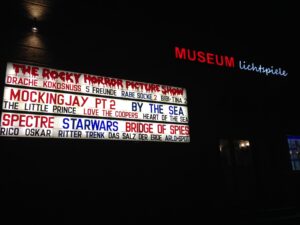 MUSEUM lichtspiele
THE ROCKY HORROR PICTURE SHOW
DRACHE KOKOSNUSS 5 FREUNDE RABE SOCKE 2 BIBI-TINA 2
MOCKINGJAY PT 2 BY THE SEA
THE LITTLE PRINCE LOVE THE COOPERS HEART OF THE SEA
SPECTRE STARWARS BRIDGE OF SPIES
RICO OSKAR RITTER TRENK DAS SALZ DER ERDE